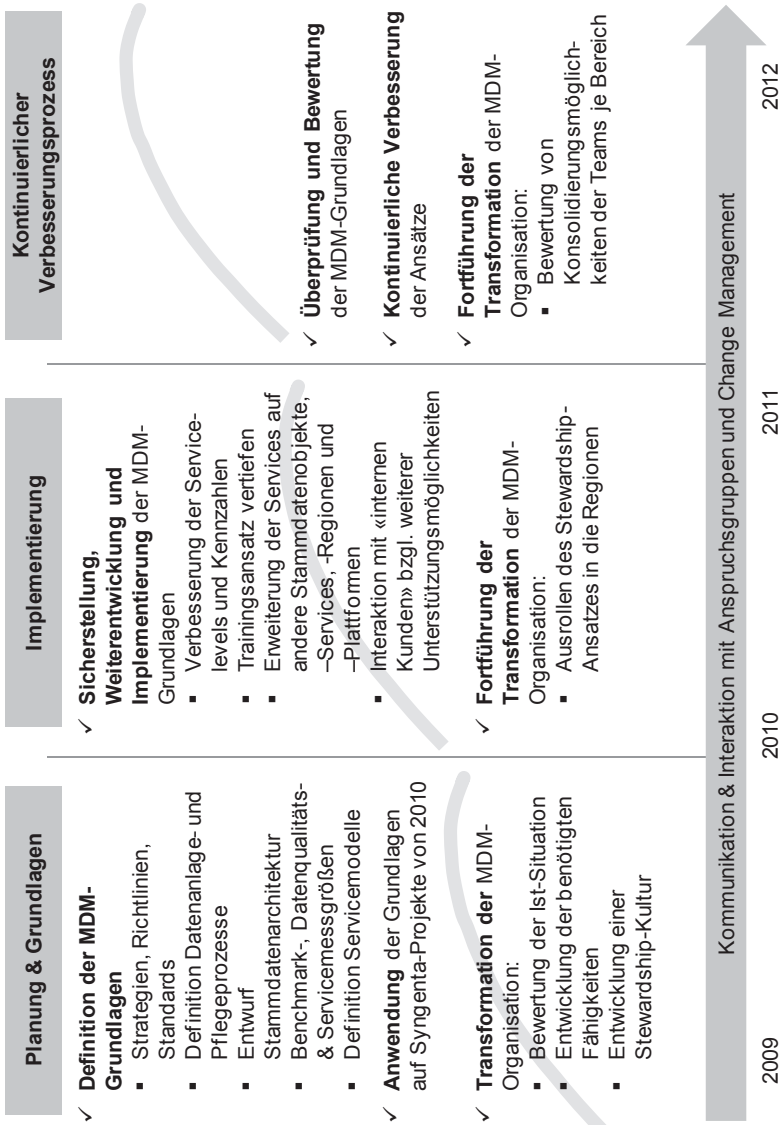 Planung & Grundlagen
✓ Definition der MDM-
Grundlagen
▪ Strategien, Richtlinien,
Standards
▪ Definition Datenanlage- und
Pflegeprozesse
▪ Entwurf
Stammdatenarchitektur
▪ Benchmark-, Datenqualitäts-
& Servicemessgrößen
▪ Definition Servicemodelle
✓ Anwendung der Grundlagen
auf Syngenta-Projekte von 2010
✓ Transformation der MDM-
Organisation:
▪ Bewertung der Ist-Situation
▪ Entwicklung der benötigten
Fähigkeiten
▪ Entwicklung einer
Stewardship-Kultur
Implementierung
✓ Sicherstellung,
Weiterentwicklung und
Implementierung der MDM-
Grundlagen
▪ Verbesserung der Service-
levels und Kennzahlen
▪ Trainingsansatz vertiefen
▪ Erweiterung der Services auf
andere Stammdatenobjekte,
–Services, -Regionen und
–Plattformen
▪ Interaktion mit «internen
Kunden» bzgl. weiterer
Unterstützungsmöglichkeiten
✓ Fortführung der
Transformation der MDM-
Organisation:
▪ Ausrollen des Stewardship-
Ansatzes in die Regionen
Kontinuierlicher
Verbesserungsprozess
✓ Überprüfung und Bewertung
der MDM-Grundlagen
✓ Kontinuierliche Verbesserung
der Ansätze
✓ Fortführung der
Transformation der MDM-
Organisation:
▪ Bewertung von
Konsolidierungsmöglich-
keiten der Teams je Bereich
Kommunikation & Interaktion mit Anspruchsgruppen und Change Management
2009
2010
2011
2012